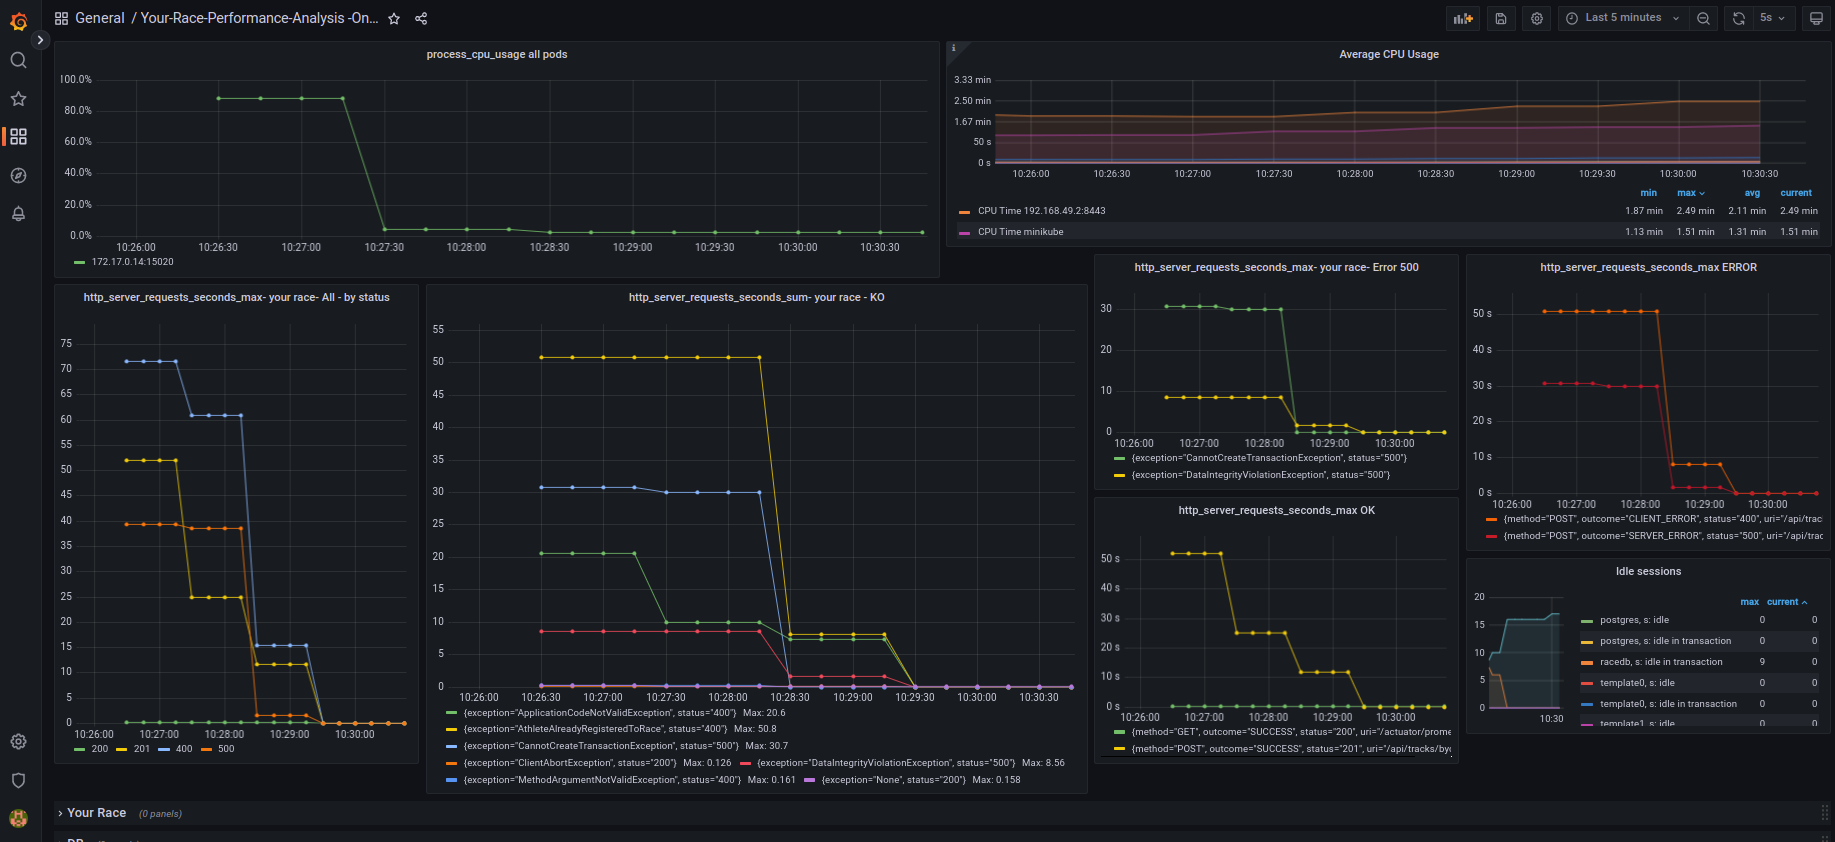 General / Your-Race-Performance-Analysis -On...
Last 5 minutes
5s
process_cpu_usage all pods
100.0%
80.0%
60.0%
40.0%
20.0%
0.0%
10:26:00 10:26:30 10:27:00 10:27:30 10:28:00 10:28:30 10:29:00 10:29:30 10:30:00 10:30:30
172.17.0.14:15020
Average CPU Usage
3.33 min
2.50 min
1.67 min
50 s
0 s
10:26:00 10:26:30 10:27:00 10:27:30 10:28:00 10:28:30 10:29:00 10:29:30 10:30:00 10:30:30
min max avg current
CPU Time 192.168.49.2:8443 1.87 min 2.49 min 2.11 min 2.49 min
CPU Time minikube 1.13 min 1.51 min 1.31 min 1.51 min
http_server_requests_seconds_max- your race- All - by status
75
70
65
60
55
50
45
40
35
30
25
20
15
10
5
0
10:26:00 10:27:00 10:28:00 10:29:00 10:30:00
200 201 400 500
http_server_requests_seconds_sum- your race - KO
55
50
45
40
35
30
25
20
15
10
5
0
10:26:00 10:26:30 10:27:00 10:27:30 10:28:00 10:28:30 10:29:00 10:29:30 10:30:00 10:30:30
{exception="ApplicationCodeNotValidException", status="400"} Max: 20.6
{exception="AthleteAlreadyRegisteredToRace", status="400"} Max: 50.8
{exception="CannotCreateTransactionException", status="500"} Max: 30.7
{exception="ClientAbortException", status="200"} Max: 0.126 {exception="DataIntegrityViolationException", status="500"} Max: 8.56
{exception="MethodArgumentNotValidException", status="400"} Max: 0.161 {exception="None", status="200"} Max: 0.158
http_server_requests_seconds_max- your race- Error 500
30
20
10
0
10:26:00 10:27:00 10:28:00 10:29:00 10:30:00
{exception="CannotCreateTransactionException", status="500"}
{exception="DataIntegrityViolationException", status="500"}
http_server_requests_seconds_max OK
50 s
40 s
30 s
20 s
10 s
0 s
10:26:00 10:27:00 10:28:00 10:29:00 10:30:00
{method="GET", outcome="SUCCESS", status="200", uri="/actuator/prome
{method="POST", outcome="SUCCESS", status="201", uri="/api/tracks/byc
http_server_requests_seconds_max ERROR
50 s
40 s
30 s
20 s
10 s
0 s
10:26:00 10:27:00 10:28:00 10:29:00 10:30:00
{method="POST", outcome="CLIENT_ERROR", status="400", uri="/api/trac
{method="POST", outcome="SERVER_ERROR", status="500", uri="/api/trac
Idle sessions
20
15
10
5
0
10:30
max current
postgres, s: idle 0 0
postgres, s: idle in transaction 0 0
racedb, s: idle in transaction 9 0
template0, s: idle 0 0
template0, s: idle in transaction 0 0
template1, s: idle 0 0
Your Race (0 panels)